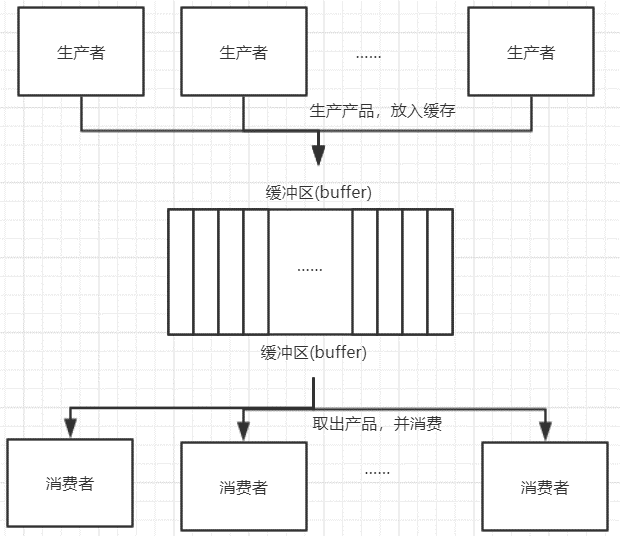 生产者
生产者
......
生产者
生产产品，放入缓存
缓冲区(buffer)
......
缓冲区(buffer)
取出产品，并消费
消费者
消费者
......
消费者